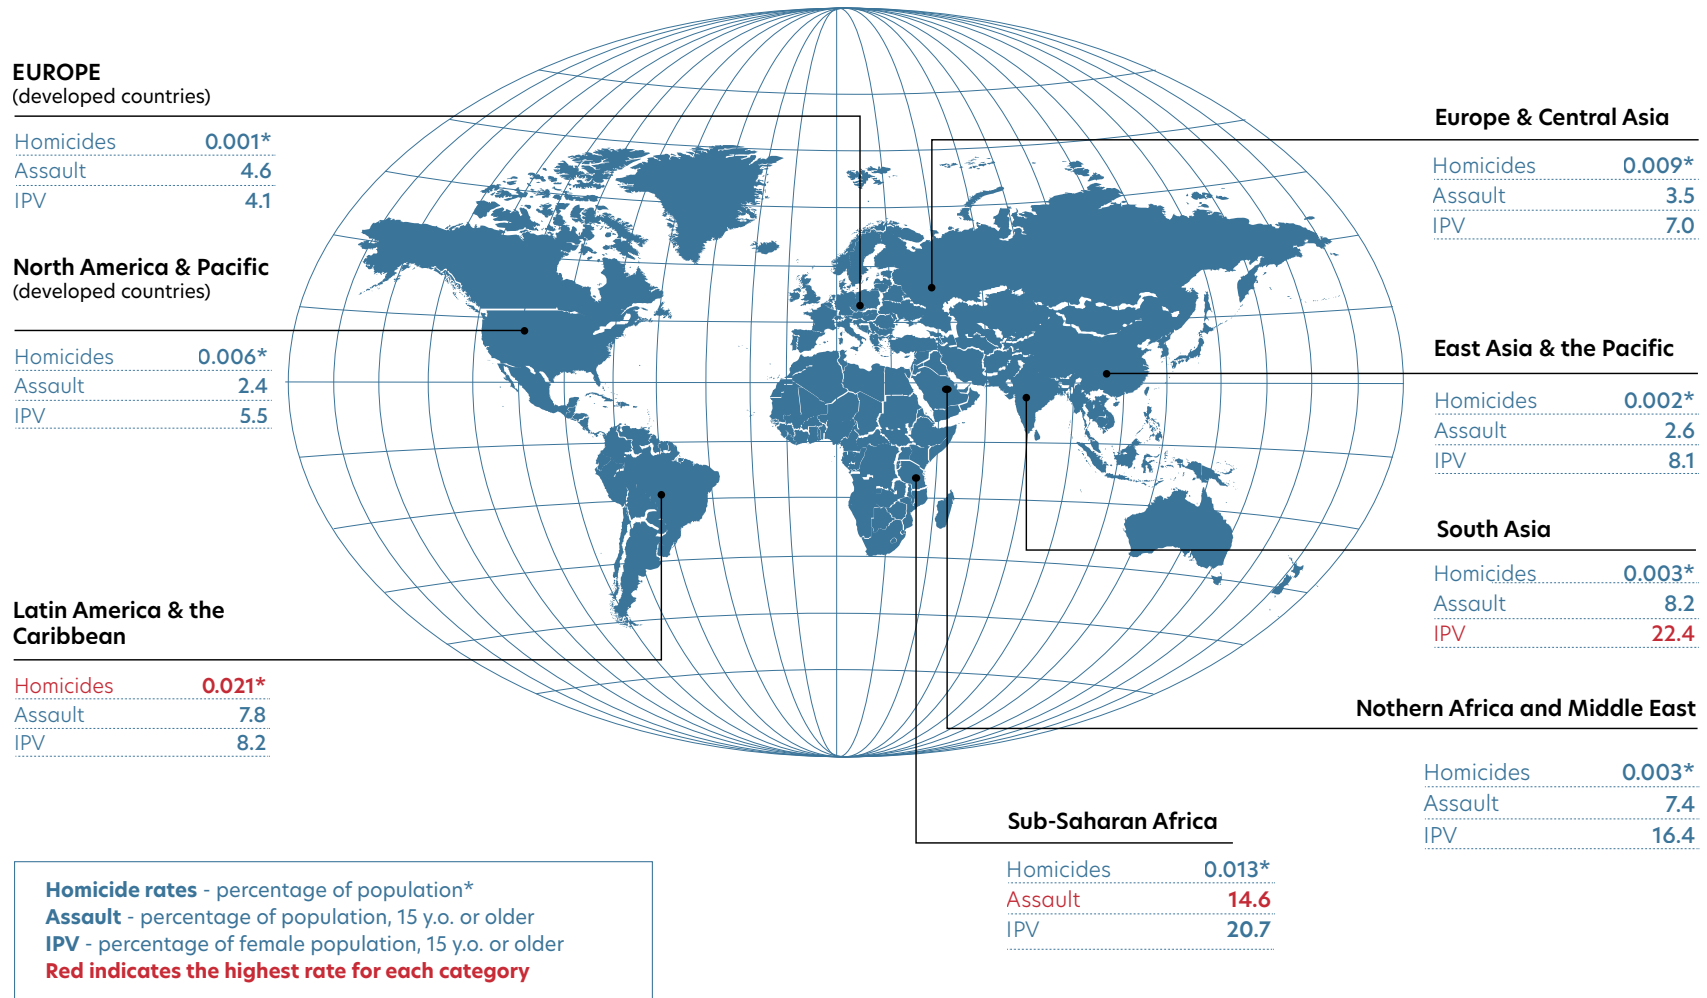 EUROPE
(developed countries)
Homicides 0.001*
Assault 4.6
IPV 4.1
North America & Pacific
(developed countries)
Homicides 0.006*
Assault 2.4
IPV 5.5
Latin America & the
Caribbean
Homicides 0.021*
Assault 7.8
IPV 8.2
Europe & Central Asia
Homicides 0.009*
Assault 3.5
IPV 7.0
East Asia & the Pacific
Homicides 0.002*
Assault 2.6
IPV 8.1
South Asia
Homicides 0.003*
Assault 8.2
IPV 22.4
Nothern Africa and Middle East
Homicides 0.003*
Assault 7.4
IPV 16.4
Sub-Saharan Africa
Homicides 0.013*
Assault 14.6
IPV 20.7
Homicide rates - percentage of population*
Assault - percentage of population, 15 y.o. or older
IPV - percentage of female population, 15 y.o. or older
Red indicates the highest rate for each category